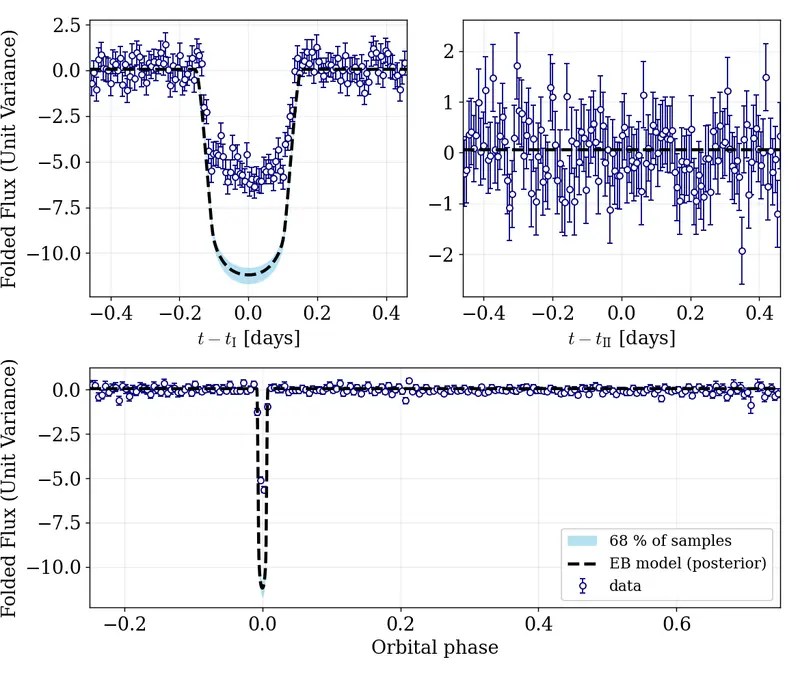 Folded Flux (Unit Variance)
2.5
0.0
−2.5
−5.0
−7.5
−10.0
−0.4 −0.2 0.0 0.2 0.4
t − tI [days]
2
1
0
−1
−2
−0.4 −0.2 0.0 0.2 0.4
t − tII [days]
Folded Flux (Unit Variance)
0.0
−2.5
−5.0
−7.5
−10.0
68 % of samples
EB model (posterior)
data
−0.2 0.0 0.2 0.4 0.6
Orbital phase